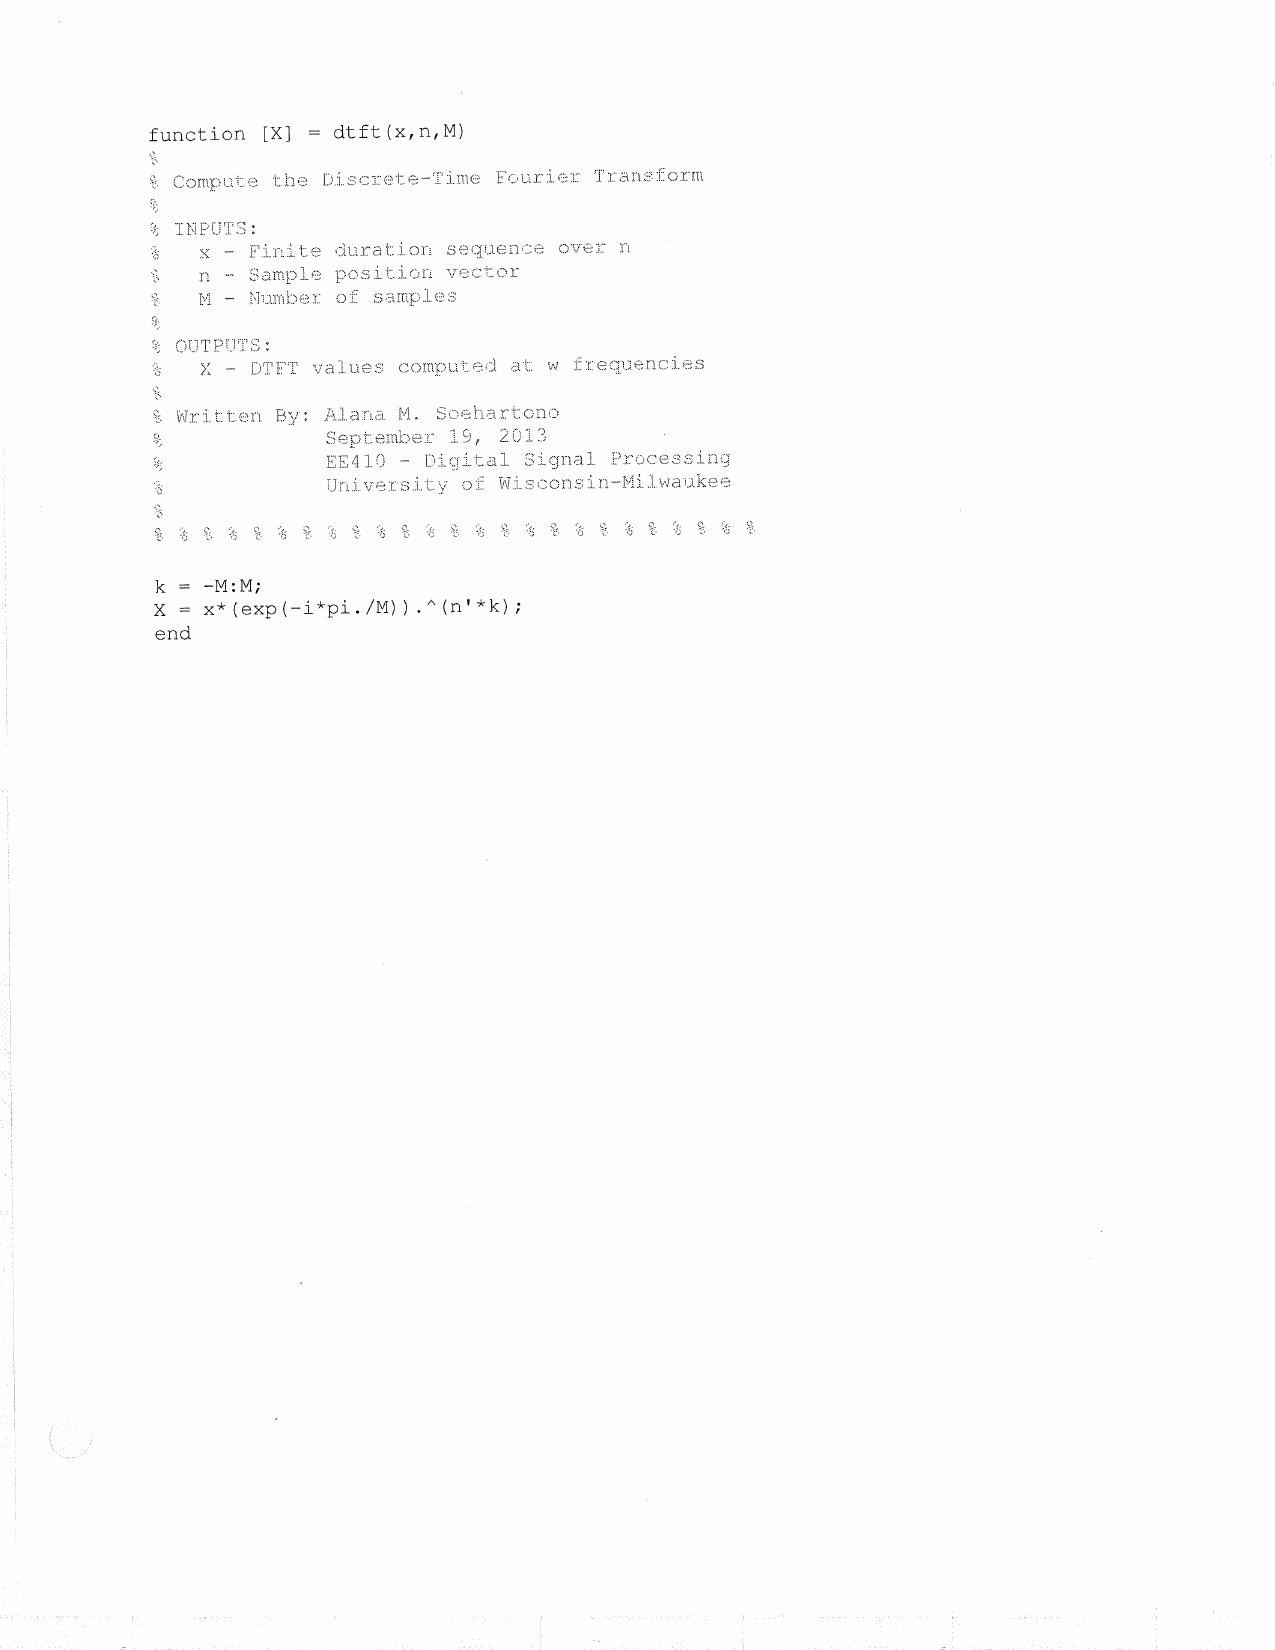 function [X] = dtft(x,n,M)
%
% Compute the Discrete-Time Fourier Transform
%
% INPUTS:
%   x - Finite duration sequence over n
%   n - Sample position vector
%   M - Number of samples
%
% OUTPUTS:
%   X - DTFT values computed at w frequencies
%
% Written By: Alana M. Soehartono
%             September 19, 2013
%             EE410 - Digital Signal Processing
%             University of Wisconsin-Milwaukee
%
% % % % % % % % % % % % % % % % % % % % % % % % %
k = -M:M;
X = x*(exp(-i*pi./M)).^(n'*k);
end